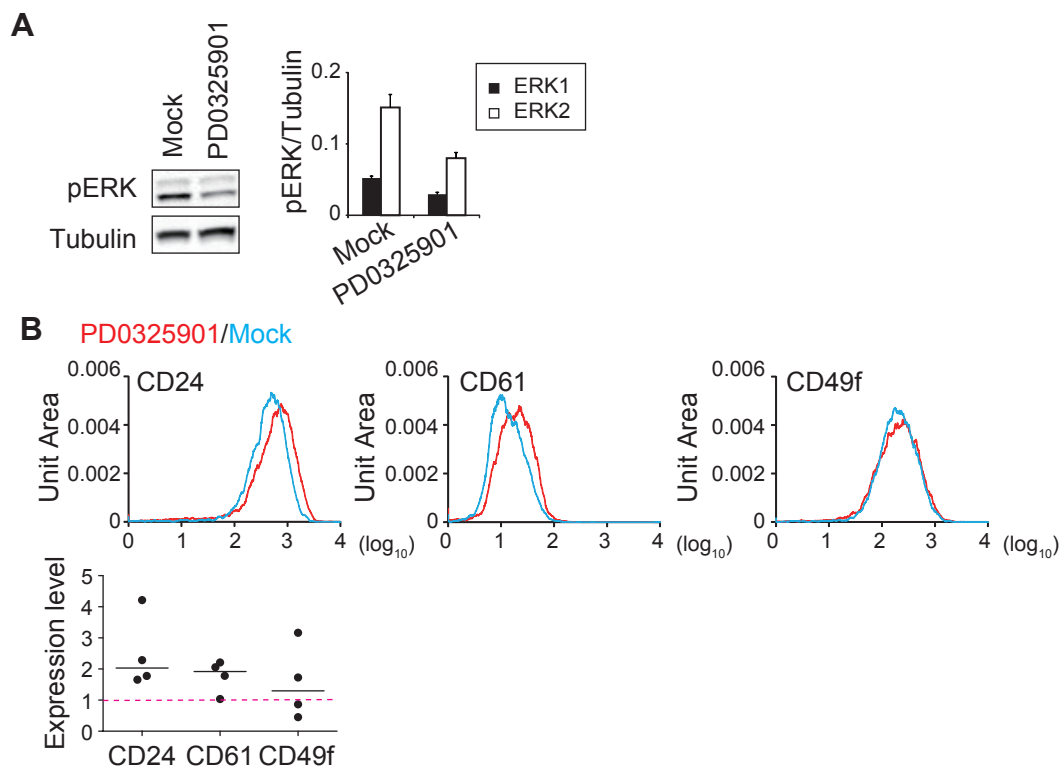 A
Mock
PD0325901
pERK
Tubulin
pERK/Tubulin
0.2
0.1
0
Mock
PD0325901
ERK1
ERK2
B
PD0325901/Mock
Unit Area
0.006
0.004
0.002
0
CD24
0 1 2 3 4 (log10)
Unit Area
0.006
0.004
0.002
0
CD61
0 1 2 3 4 (log10)
Unit Area
0.006
0.004
0.002
0
CD49f
0 1 2 3 4 (log10)
Expression level
5
4
3
2
1
0
CD24 CD61 CD49f